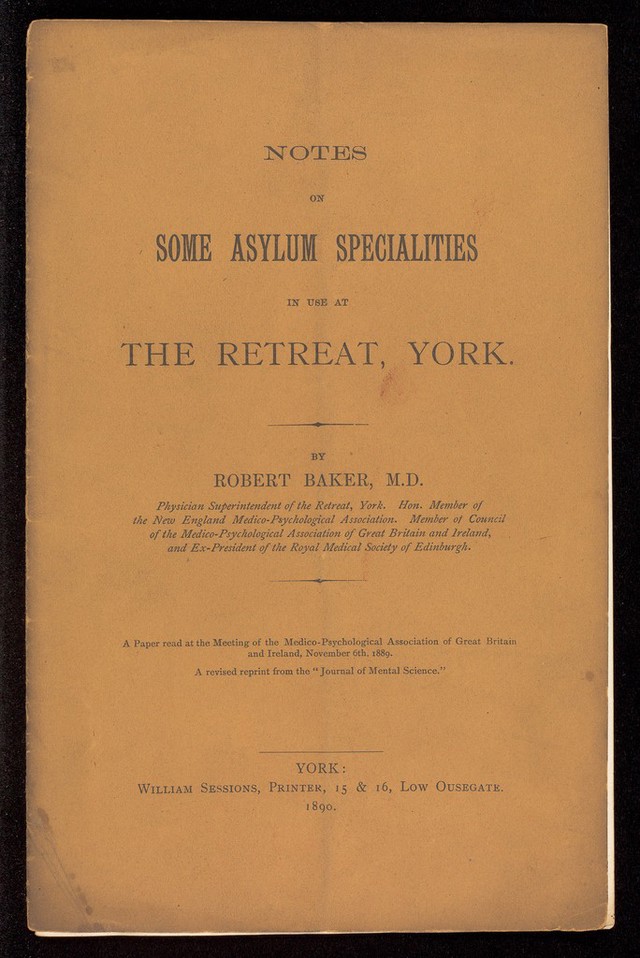 NOTES
ON
SOME ASYLUM SPECIALITIES
IN USE AT
THE RETREAT, YORK.
BY
ROBERT BAKER, M.D.
Physician Superintendent of the Retreat, York. Hon. Member of
the New England Medico-Psychological Association. Member of Council
of the Medico-Psychological Association of Great Britain and Ireland,
and Ex-President of the Royal Medical Society of Edinburgh.
A Paper read at the Meeting of the Medico-Psychological Association of Great Britain
and Ireland, November 6th, 1889.
A revised reprint from the "Journal of Mental Science."
YORK:
WILLIAM SESSIONS, PRINTER, 15 & 16, LOW OUSEGATE.
1890.